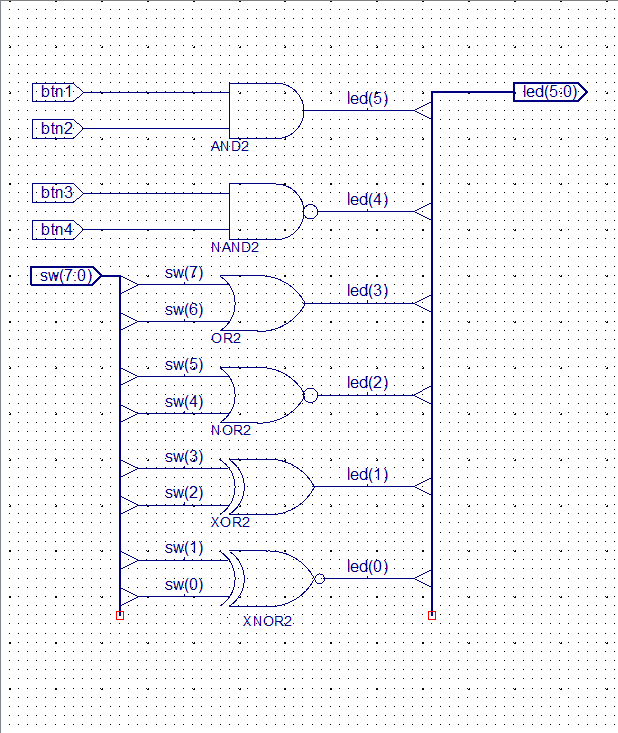 btn1
led(5)
led(5:0)
btn2
AND2
btn3
led(4)
btn4
NAND2
sw(7:0)
sw(7)
led(3)
sw(6)
OR2
sw(5)
led(2)
sw(4)
NOR2
sw(3)
led(1)
sw(2)
XOR2
sw(1)
led(0)
sw(0)
XNOR2